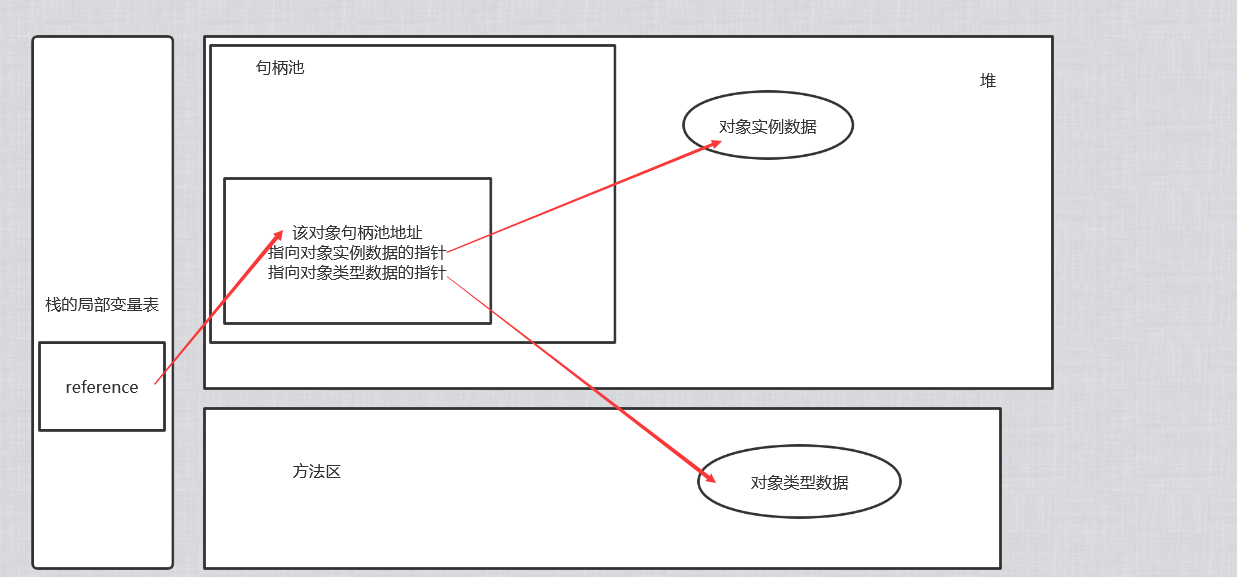 句柄池
堆
对象实例数据
该对象句柄池地址
指向对象实例数据的指针
指向对象类型数据的指针
栈的局部变量表
reference
方法区
对象类型数据